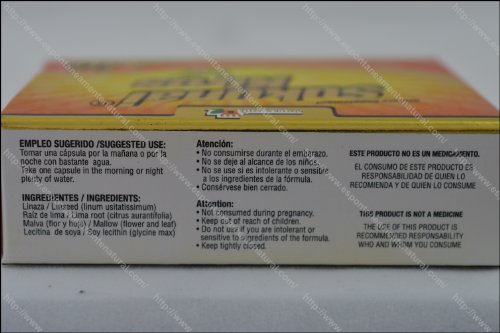 EMPLEO SUGERIDO /SUGGESTED USE:
Tomar una cápsula por la mañana o por la
noche con bastante agua.
Take one capsule in the morning or night
plenty of water.
INGREDIENTES / INGREDIENTS:
Linaza / Linseed (linum usitatissimum)
Raíz de lima / Lima root (citrus aurantifolia)
Malva (flor y hoja) / Mallow (flower and leaf)
Lecitina de soya / Soy lecithin (glycine max)
Atención:
• No consumirse durante el embarazo.
• No se deje al alcance de los niños.
• No se use si es intolerante o sensible
a los ingredientes de la fórmula.
• Consérvese bien cerrado.
Attention:
• Not consumed during pregnancy.
• Keep out of reach of children.
• Do not use if you are intolerant or
sensitive to ingredients of the formula.
• Keep tightly closed.
ESTE PRODUCTO NO ES UN MEDICAMENTO.
EL CONSUMO DE ESTE PRODUCTO ES
RESPONSABILIDAD DE QUIEN LO
RECOMIENDA Y DE QUIEN LO CONSUME
THIS PRODUCT IS NOT A MEDICINE
THE USE OF THIS PRODUCT IS
RECOMMENDED RESPONSABILITY
WHO AND WHOM YOU CONSUME